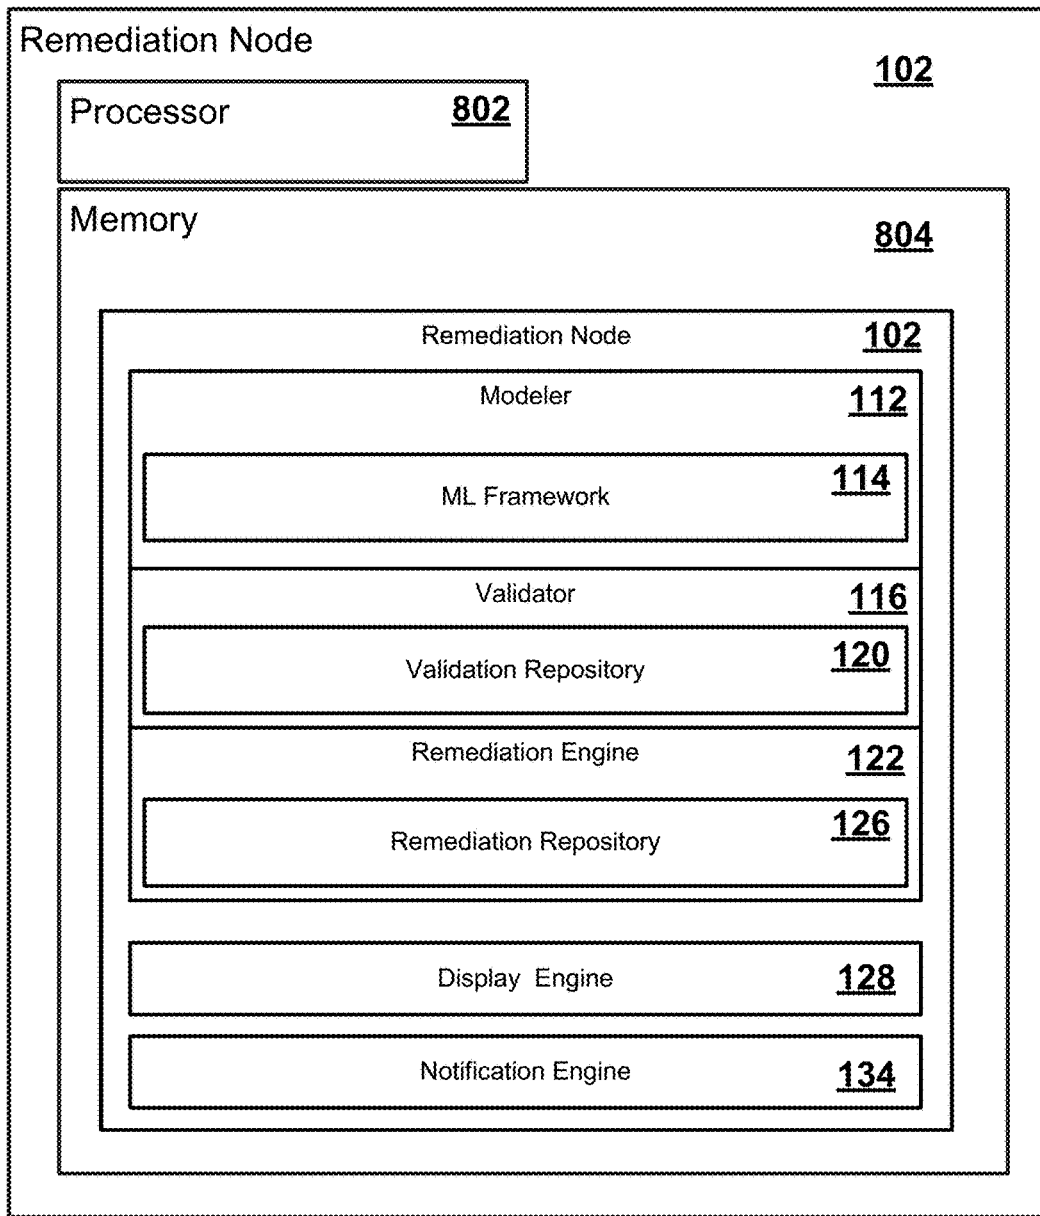 Remediation Node
102
Processor 802
Memory
804
Remediation Node 102
Modeler 112
ML Framework 114
Validator 116
Validation Repository 120
Remediation Engine 122
Remediation Repository 126
Display Engine 128
Notification Engine 134